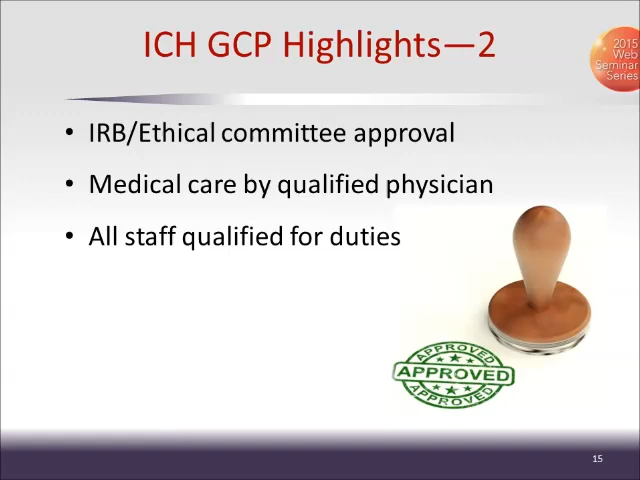 ICH GCP Highlights—2
2015
Web
Seminar
Series
• IRB/Ethical committee approval
• Medical care by qualified physician
• All staff qualified for duties
APPROVED
APPROVED
APPROVED
15